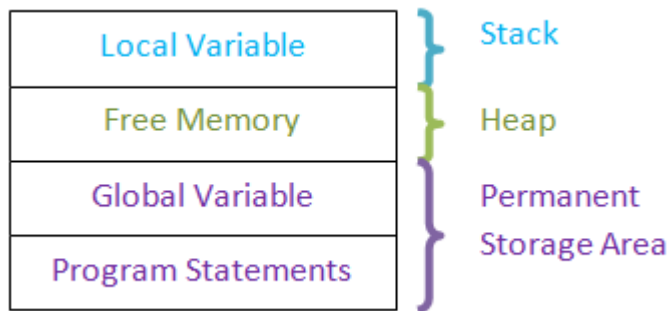 Local Variable
Stack
Free Memory
Heap
Global Variable
Permanent
Storage Area
Program Statements